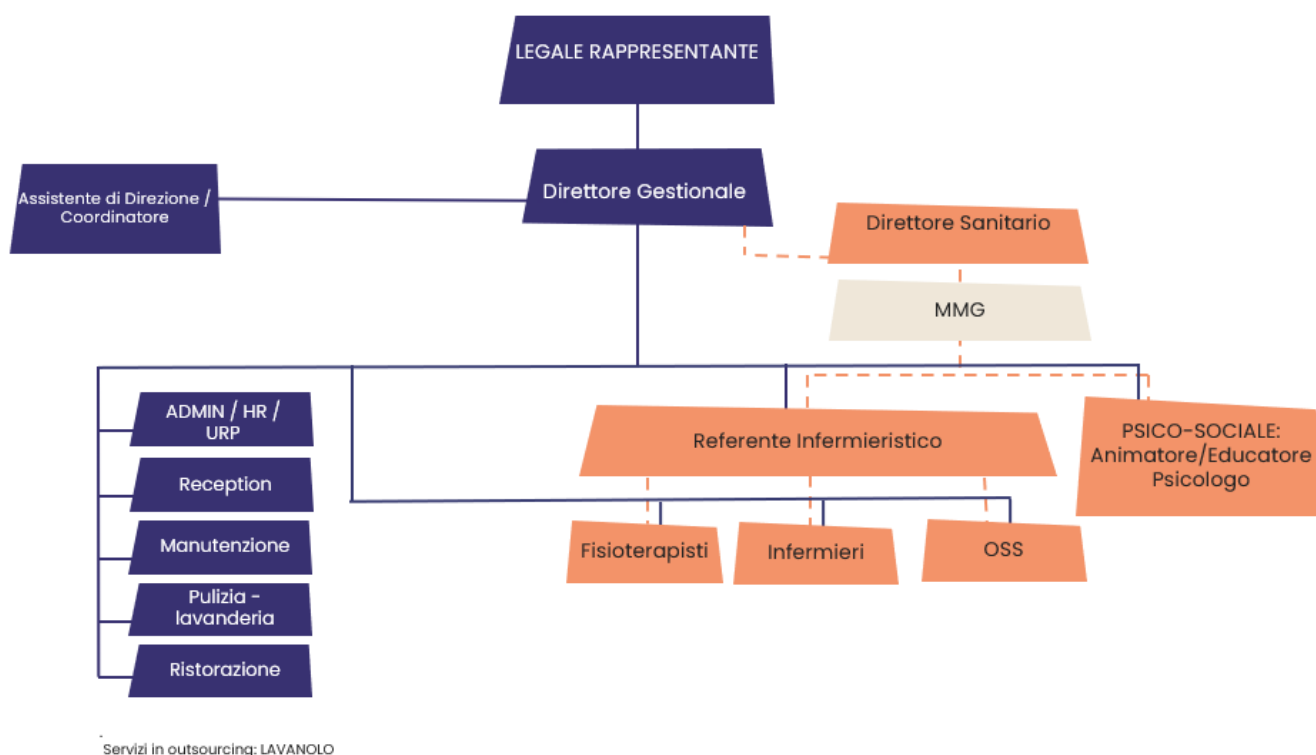 LEGALE RAPPRESENTANTE
Direttore Gestionale
Assistente di Direzione /
Coordinatore
Direttore Sanitario
MMG
ADMIN / HR /
URP
Reception
Manutenzione
Pulizia -
lavanderia
Ristorazione
Referente Infermieristico
PSICO-SOCIALE:
Animatore/Educatore
Psicologo
Fisioterapisti
Infermieri
OSS
.
Servizi in outsourcing: LAVANOLO